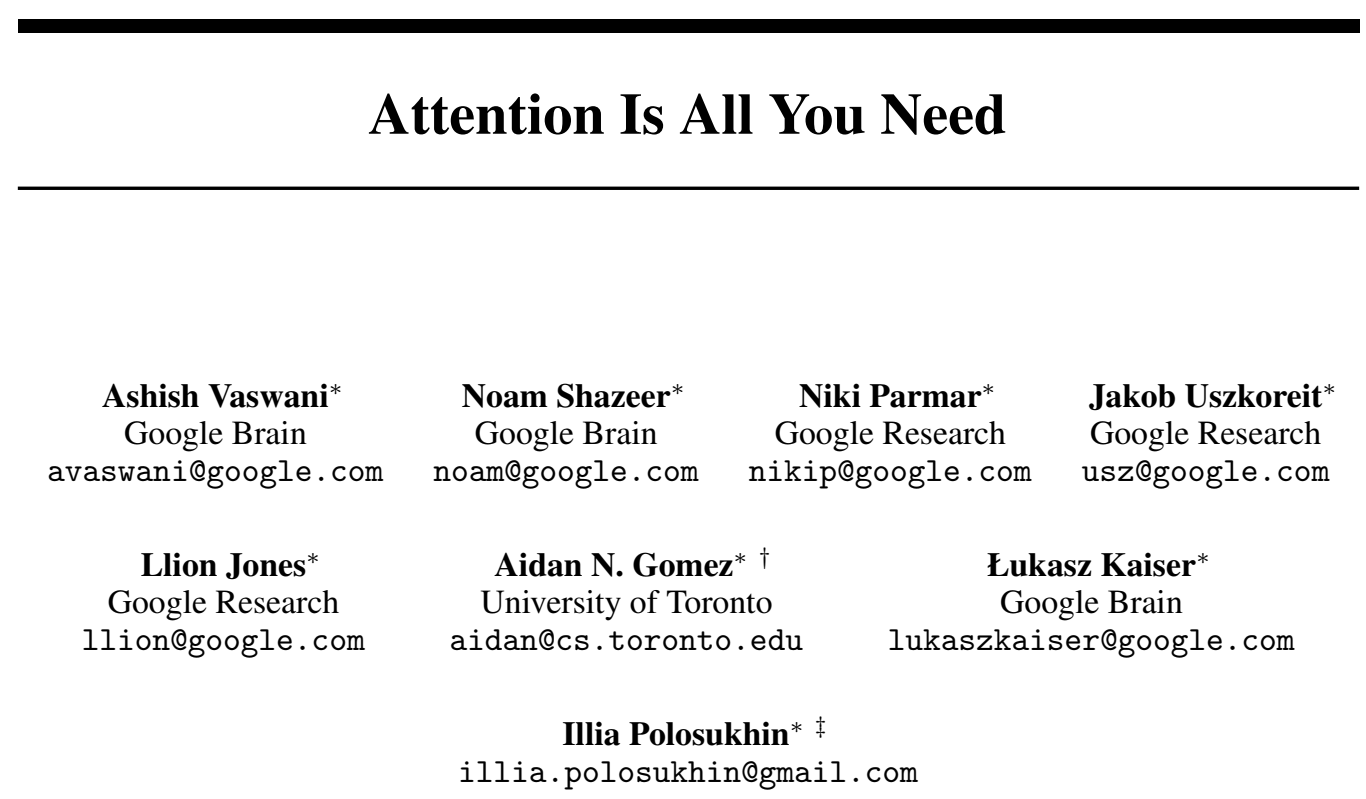 Attention Is All You Need
Ashish Vaswani* Noam Shazeer* Niki Parmar* Jakob Uszkoreit*
Google Brain Google Brain Google Research Google Research
avaswani@google.com noam@google.com nikip@google.com usz@google.com
Llion Jones* Aidan N. Gomez* † Łukasz Kaiser*
Google Research University of Toronto Google Brain
llion@google.com aidan@cs.toronto.edu lukaszkaiser@google.com
Illia Polosukhin* ‡
illia.polosukhin@gmail.com